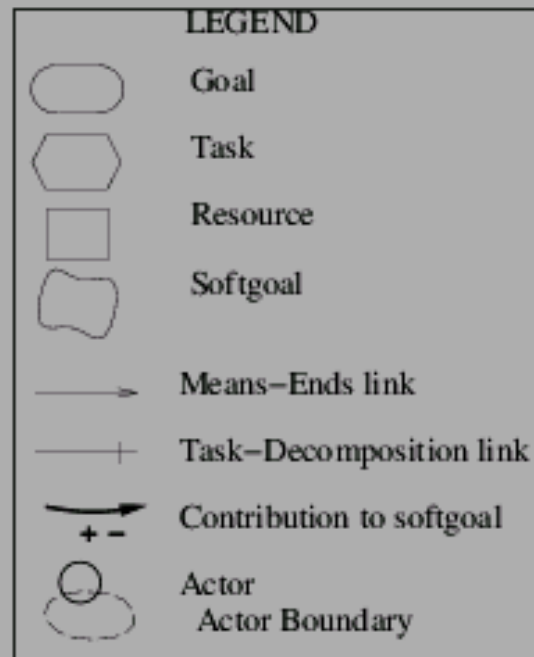 LEGEND
Goal
Task
Resource
Softgoal
Means–Ends link
Task–Decomposition link
+ –
Contribution to softgoal
Actor
Actor Boundary